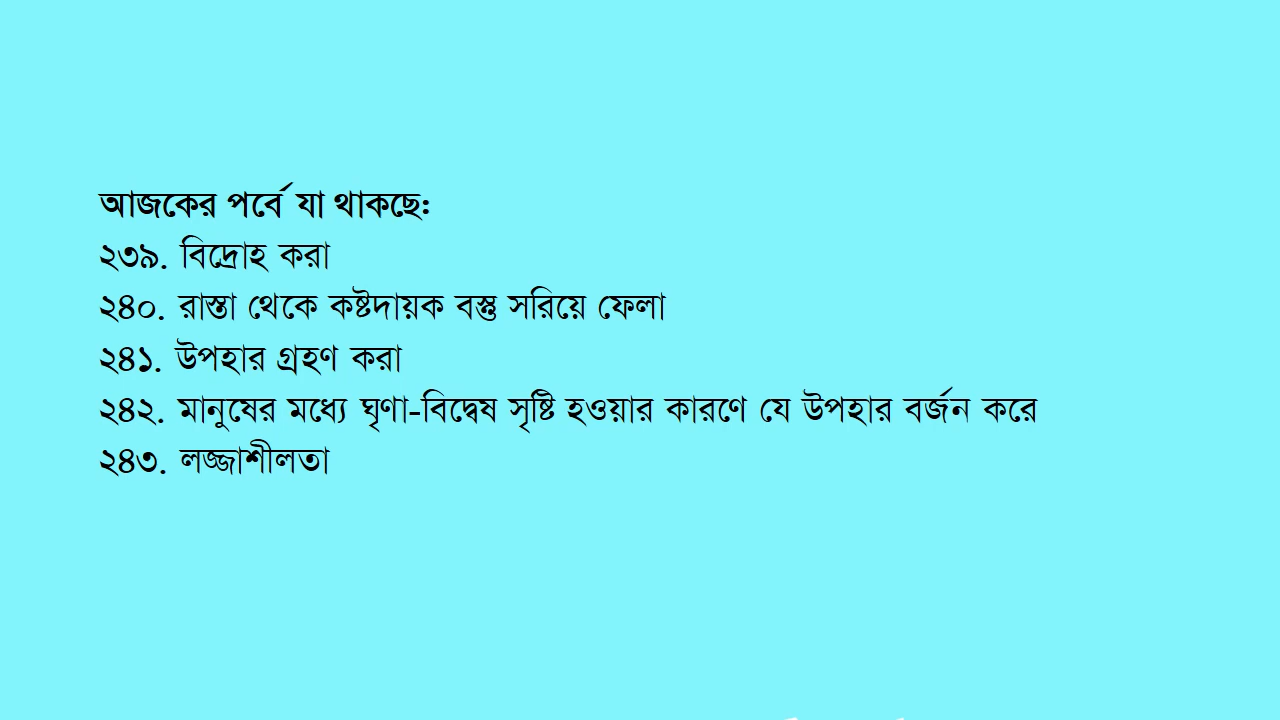 আজকের পর্বে যা থাকছে:
২৩৯. বিদ্রোহ করা
২৪০. রাস্তা থেকে কষ্টদায়ক বস্তু সরিয়ে ফেলা
২৪১. উপহার গ্রহণ করা
২৪২. মানুষের মধ্যে ঘৃণা-বিদ্বেষ সৃষ্টি হওয়ার কারণে যে উপহার বর্জন করে
২৪৩. লজ্জাশীলতা